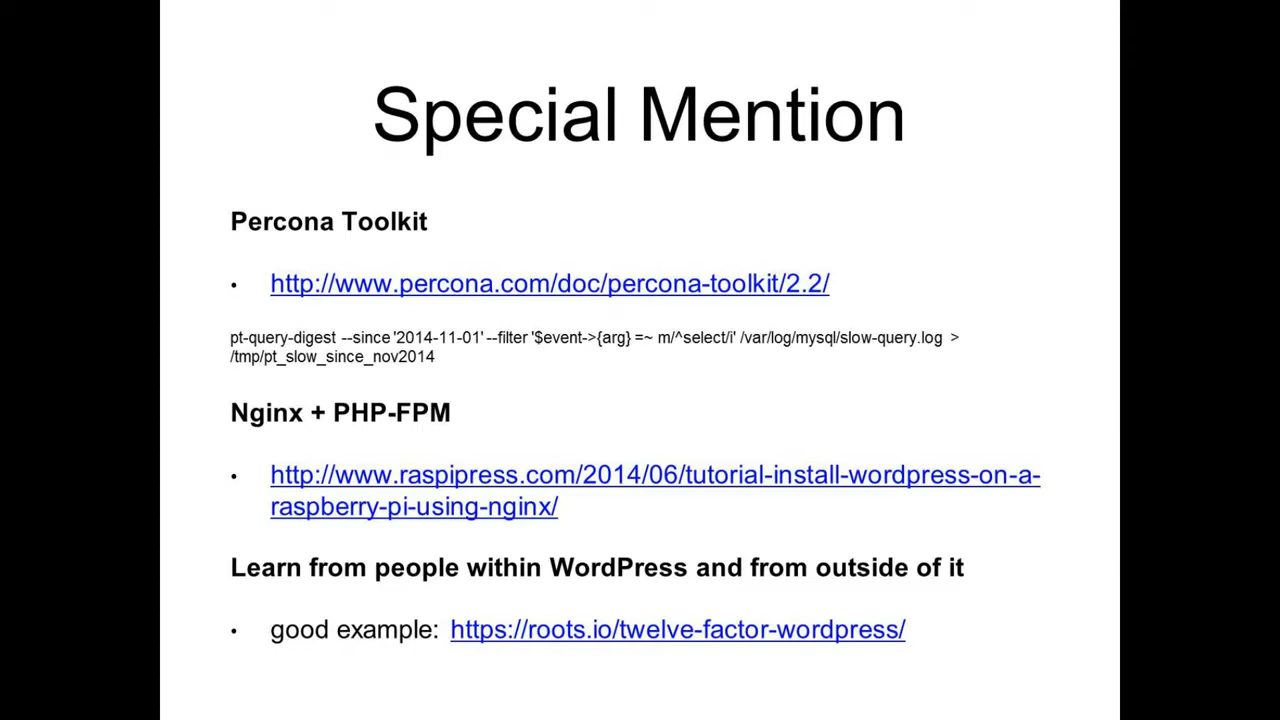 Special Mention
Percona Toolkit
• http://www.percona.com/doc/percona-toolkit/2.2/
pt-query-digest --since '2014-11-01' --filter '$event->{arg} =~ m/^select/i' /var/log/mysql/slow-query.log >
/tmp/pt_slow_since_nov2014
Nginx + PHP-FPM
• http://www.raspipress.com/2014/06/tutorial-install-wordpress-on-a-
raspberry-pi-using-nginx/
Learn from people within WordPress and from outside of it
• good example: https://roots.io/twelve-factor-wordpress/